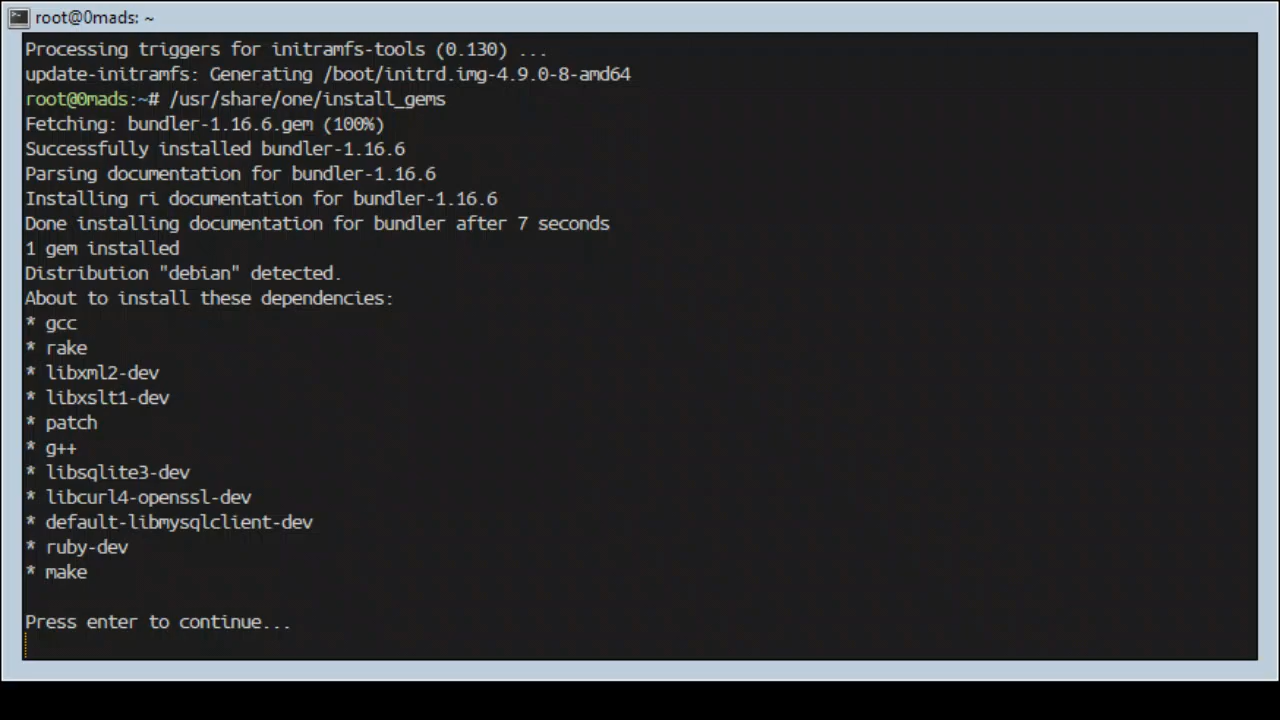 root@0mads: ~
Processing triggers for initramfs-tools (0.130) ...
update-initramfs: Generating /boot/initrd.img-4.9.0-8-amd64
root@0mads:~# /usr/share/one/install_gems
Fetching: bundler-1.16.6.gem (100%)
Successfully installed bundler-1.16.6
Parsing documentation for bundler-1.16.6
Installing ri documentation for bundler-1.16.6
Done installing documentation for bundler after 7 seconds
1 gem installed
Distribution "debian" detected.
About to install these dependencies:
* gcc
* rake
* libxml2-dev
* libxslt1-dev
* patch
* g++
* libsqlite3-dev
* libcurl4-openssl-dev
* default-libmysqlclient-dev
* ruby-dev
* make
Press enter to continue...